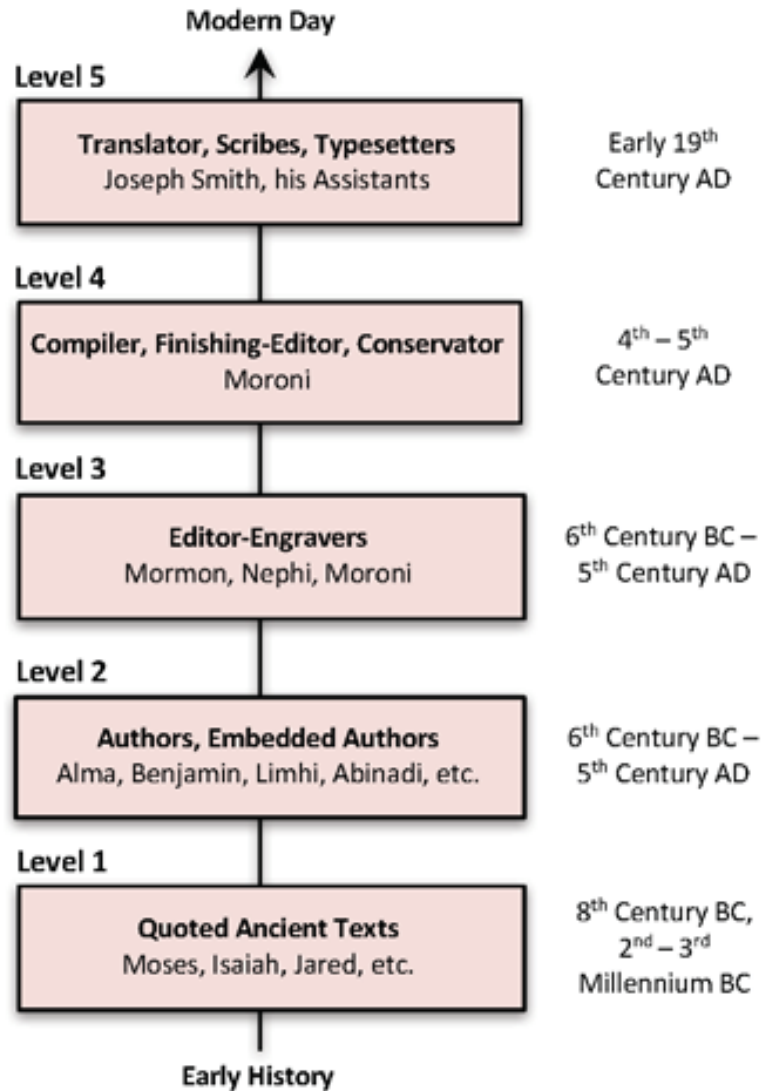 Modern Day
Level 5
Translator, Scribes, Typesetters
Joseph Smith, his Assistants
Early 19th
Century AD
Level 4
Compiler, Finishing-Editor, Conservator
Moroni
4th – 5th
Century AD
Level 3
Editor-Engravers
Mormon, Nephi, Moroni
6th Century BC –
5th Century AD
Level 2
Authors, Embedded Authors
Alma, Benjamin, Limhi, Abinadi, etc.
6th Century BC –
5th Century AD
Level 1
Quoted Ancient Texts
Moses, Isaiah, Jared, etc.
8th Century BC,
2nd – 3rd
Millennium BC
Early History